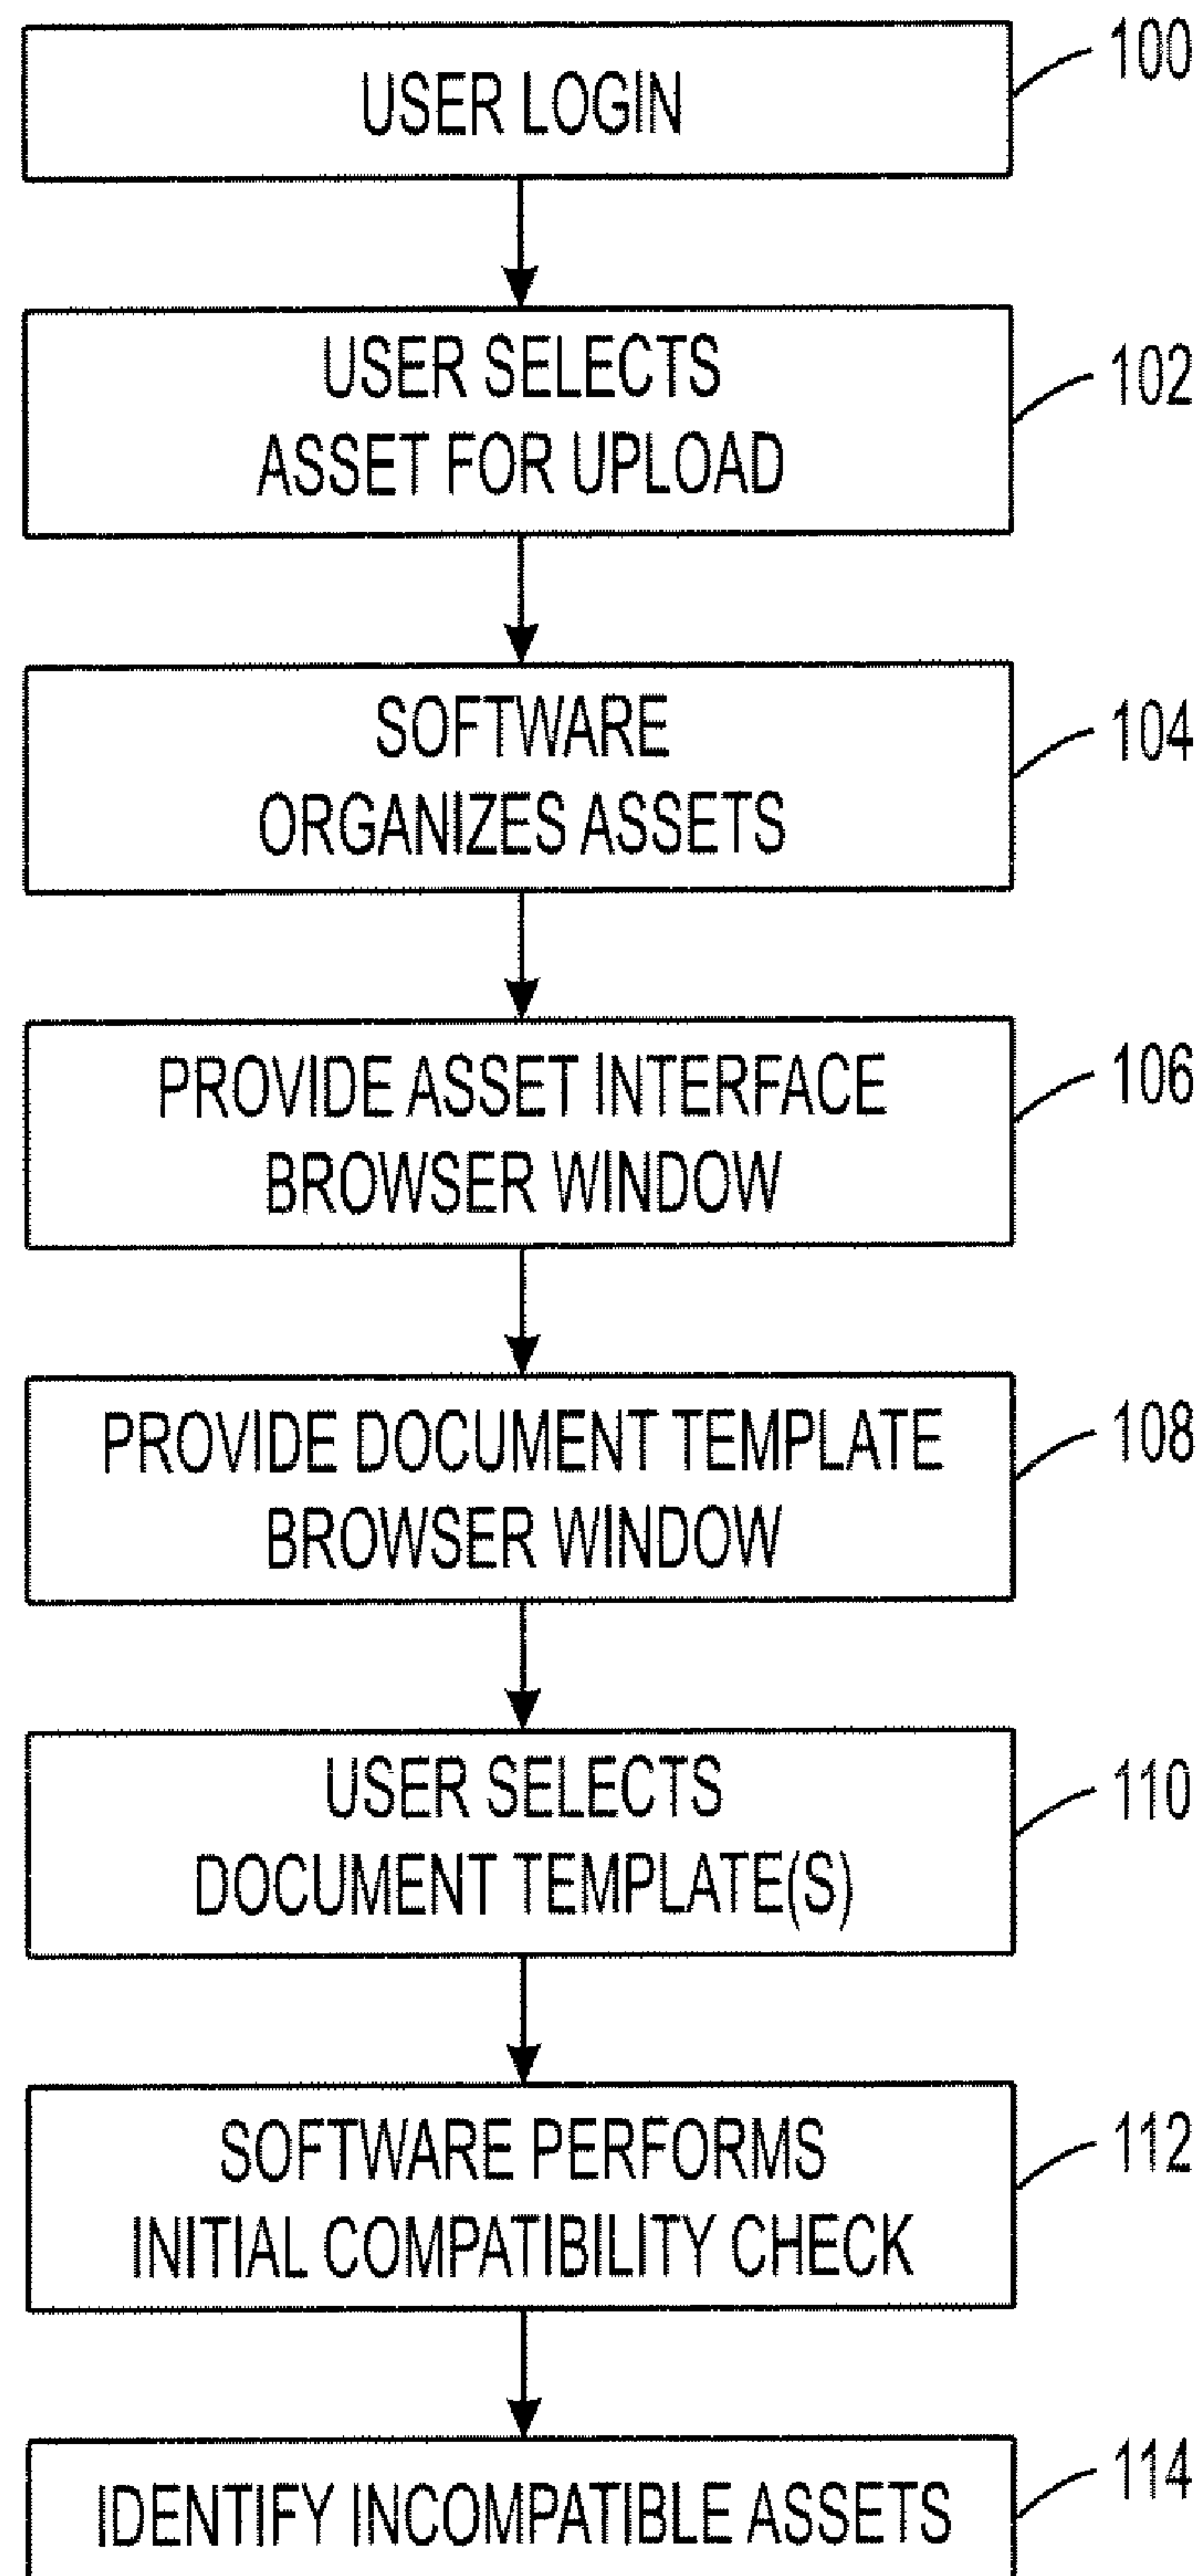 USER LOGIN
100
USER SELECTS
ASSET FOR UPLOAD
102
SOFTWARE
ORGANIZES ASSETS
104
PROVIDE ASSET INTERFACE
BROWSER WINDOW
106
PROVIDE DOCUMENT TEMPLATE
BROWSER WINDOW
108
USER SELECTS
DOCUMENT TEMPLATE(S)
110
SOFTWARE PERFORMS
INITIAL COMPATIBILITY CHECK
112
IDENTIFY INCOMPATIBLE ASSETS
114